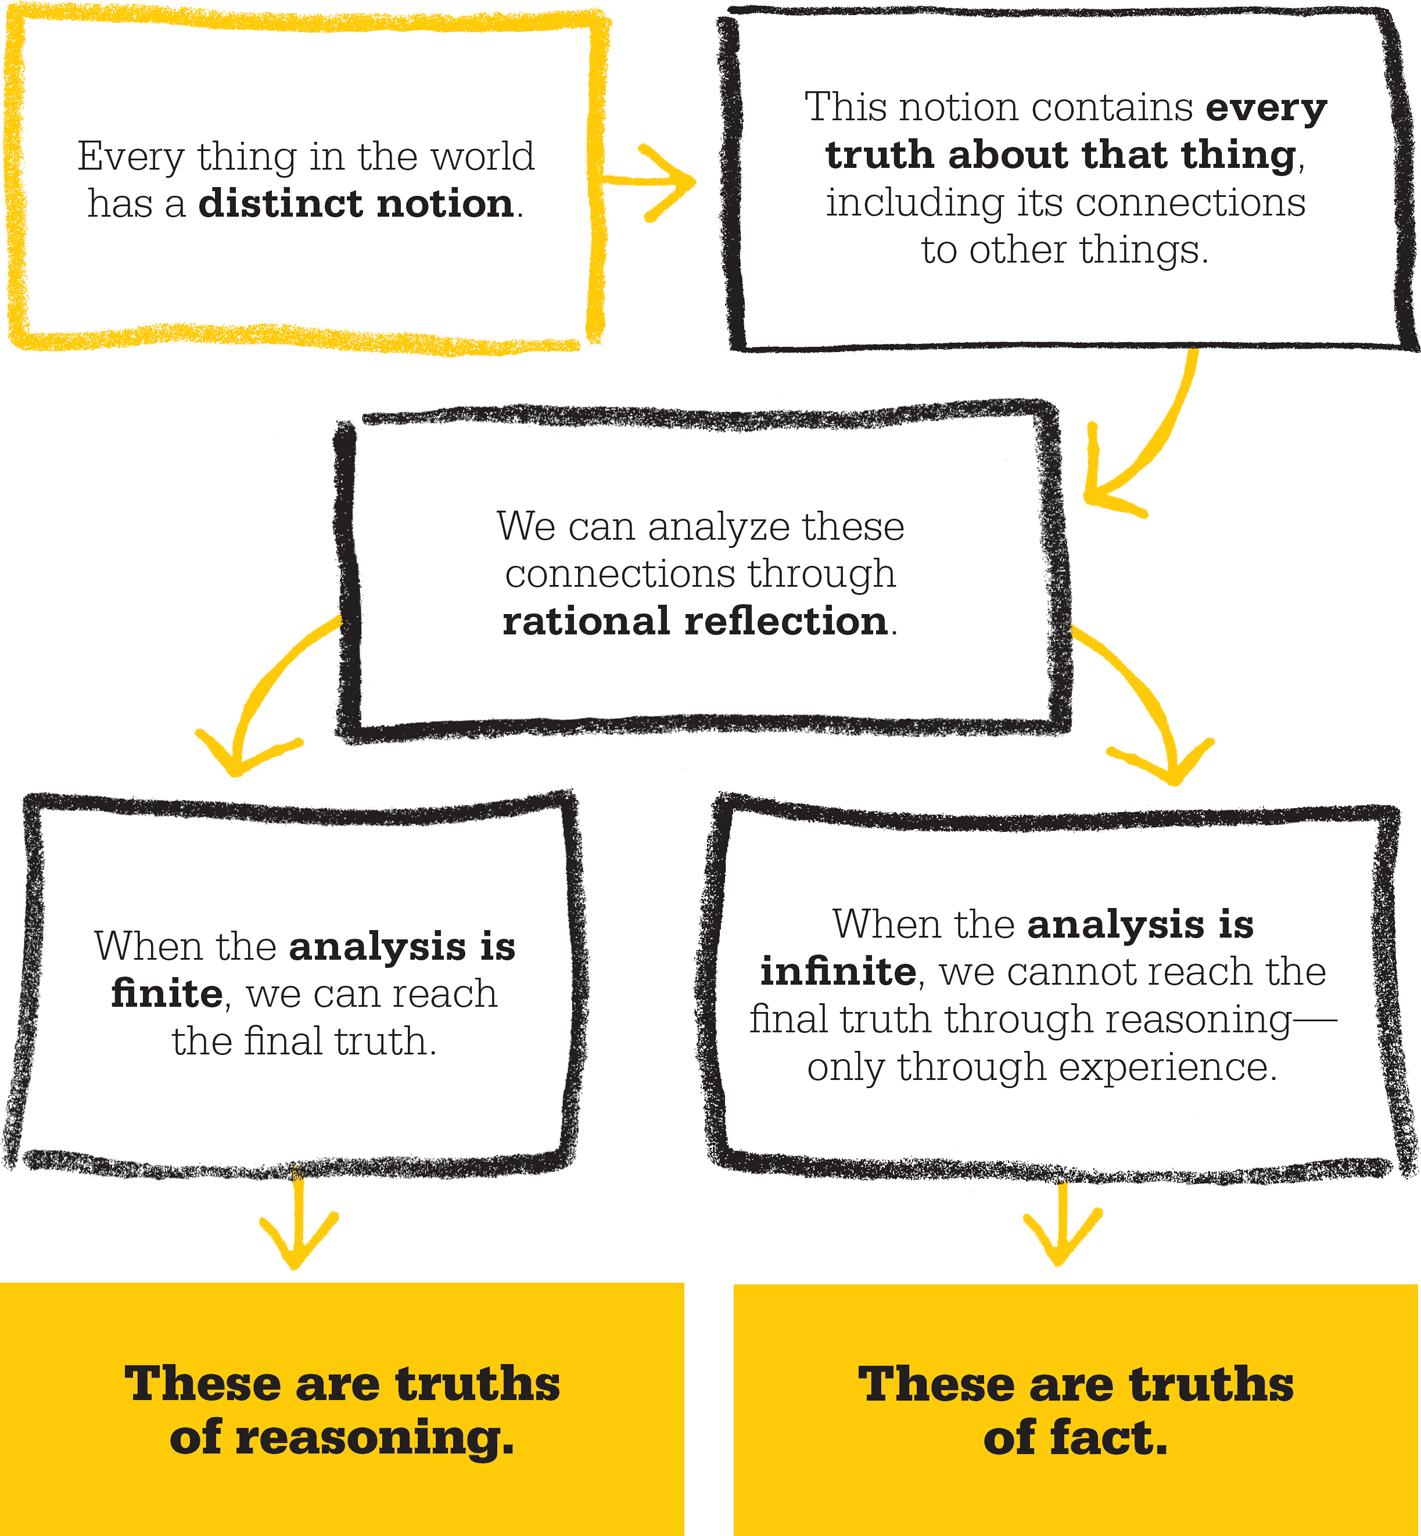 Every thing in the world
has a distinct notion.
This notion contains every
truth about that thing,
including its connections
to other things.
We can analyze these
connections through
rational reflection.
When the analysis is
finite, we can reach
the final truth.
When the analysis is
infinite, we cannot reach the
final truth through reasoning—
only through experience.
These are truths
of reasoning.
These are truths
of fact.